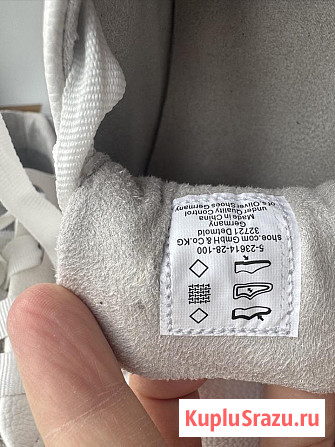 5-23614-28-100
shoe.com GmbH & Co.KG
32721 Detmold
Germany
Made in China
under Quality Control
of s.Oliver Shoes
KupluSrazu.ru